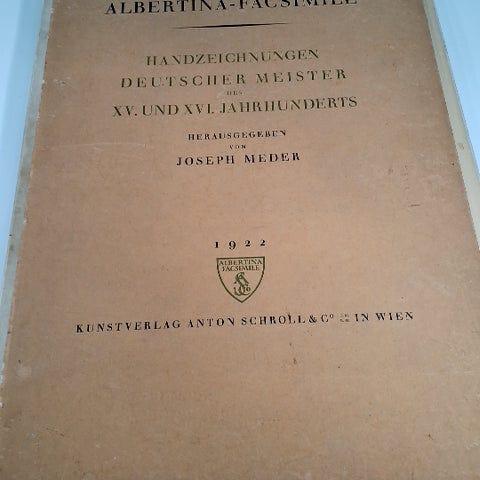 ALBERTINA-FACSIMILE
HANDZEICHNUNGEN
DEUTSCHER MEISTER
DES
XV. UND XVI. JAHRHUNDERTS
HERAUSGEGEBEN
VON
JOSEPH MEDER
1922
ALBERTINA
FACSIMILE
KUNSTVERLAG ANTON SCHROLL & Cº IN WIEN